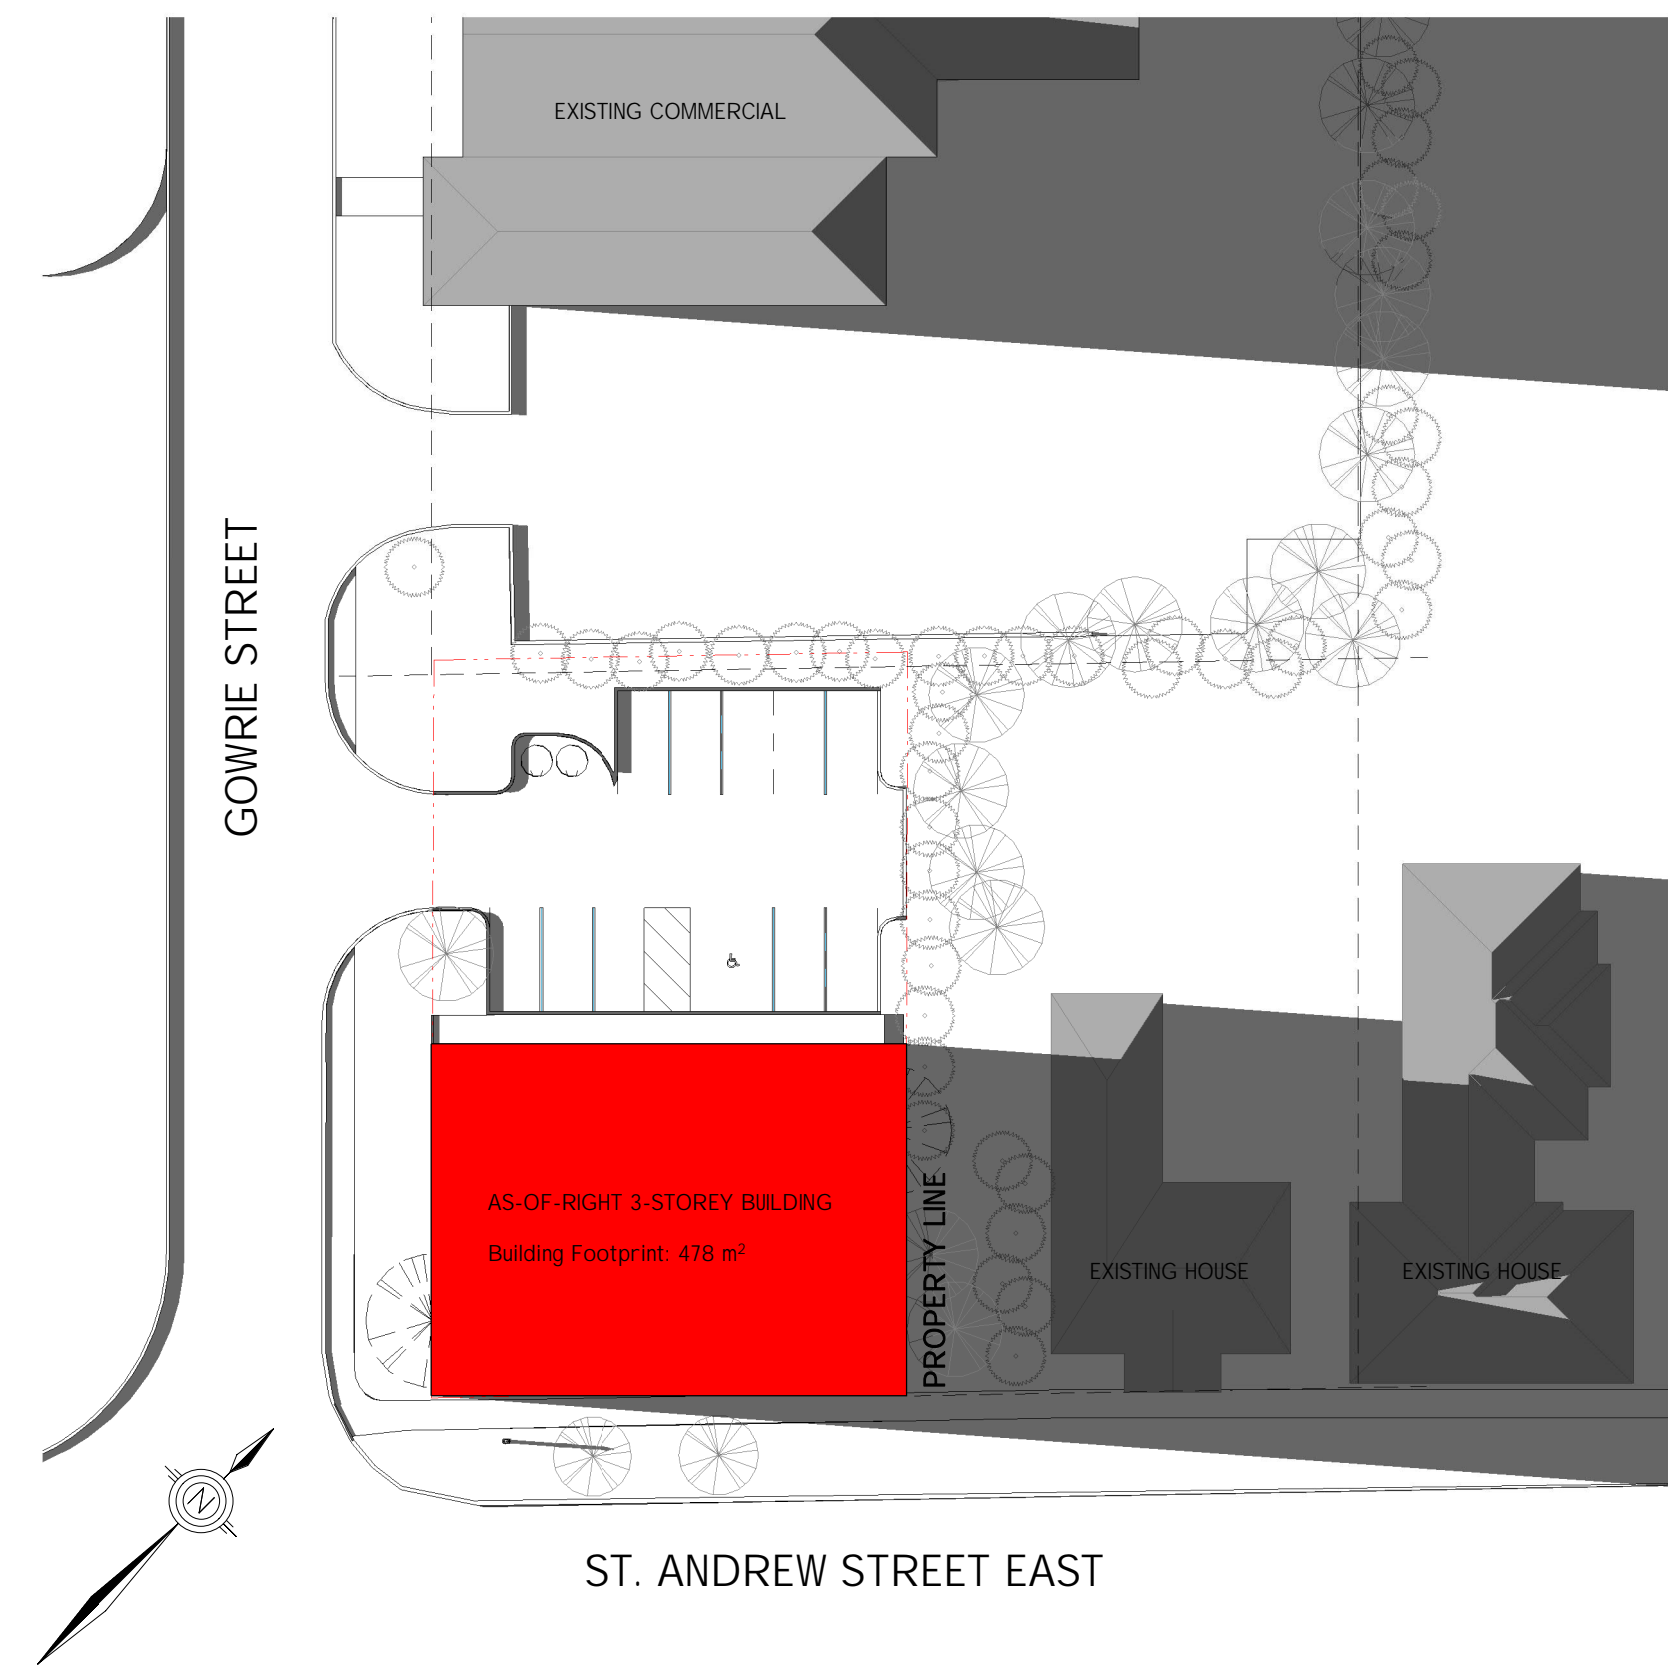 EXISTING COMMERCIAL
GOWRIE STREET
AS-OF-RIGHT 3-STOREY BUILDING
Building Footprint: 478 m²
PROPERTY LINE
EXISTING HOUSE
EXISTING HOUSE
N
ST. ANDREW STREET EAST